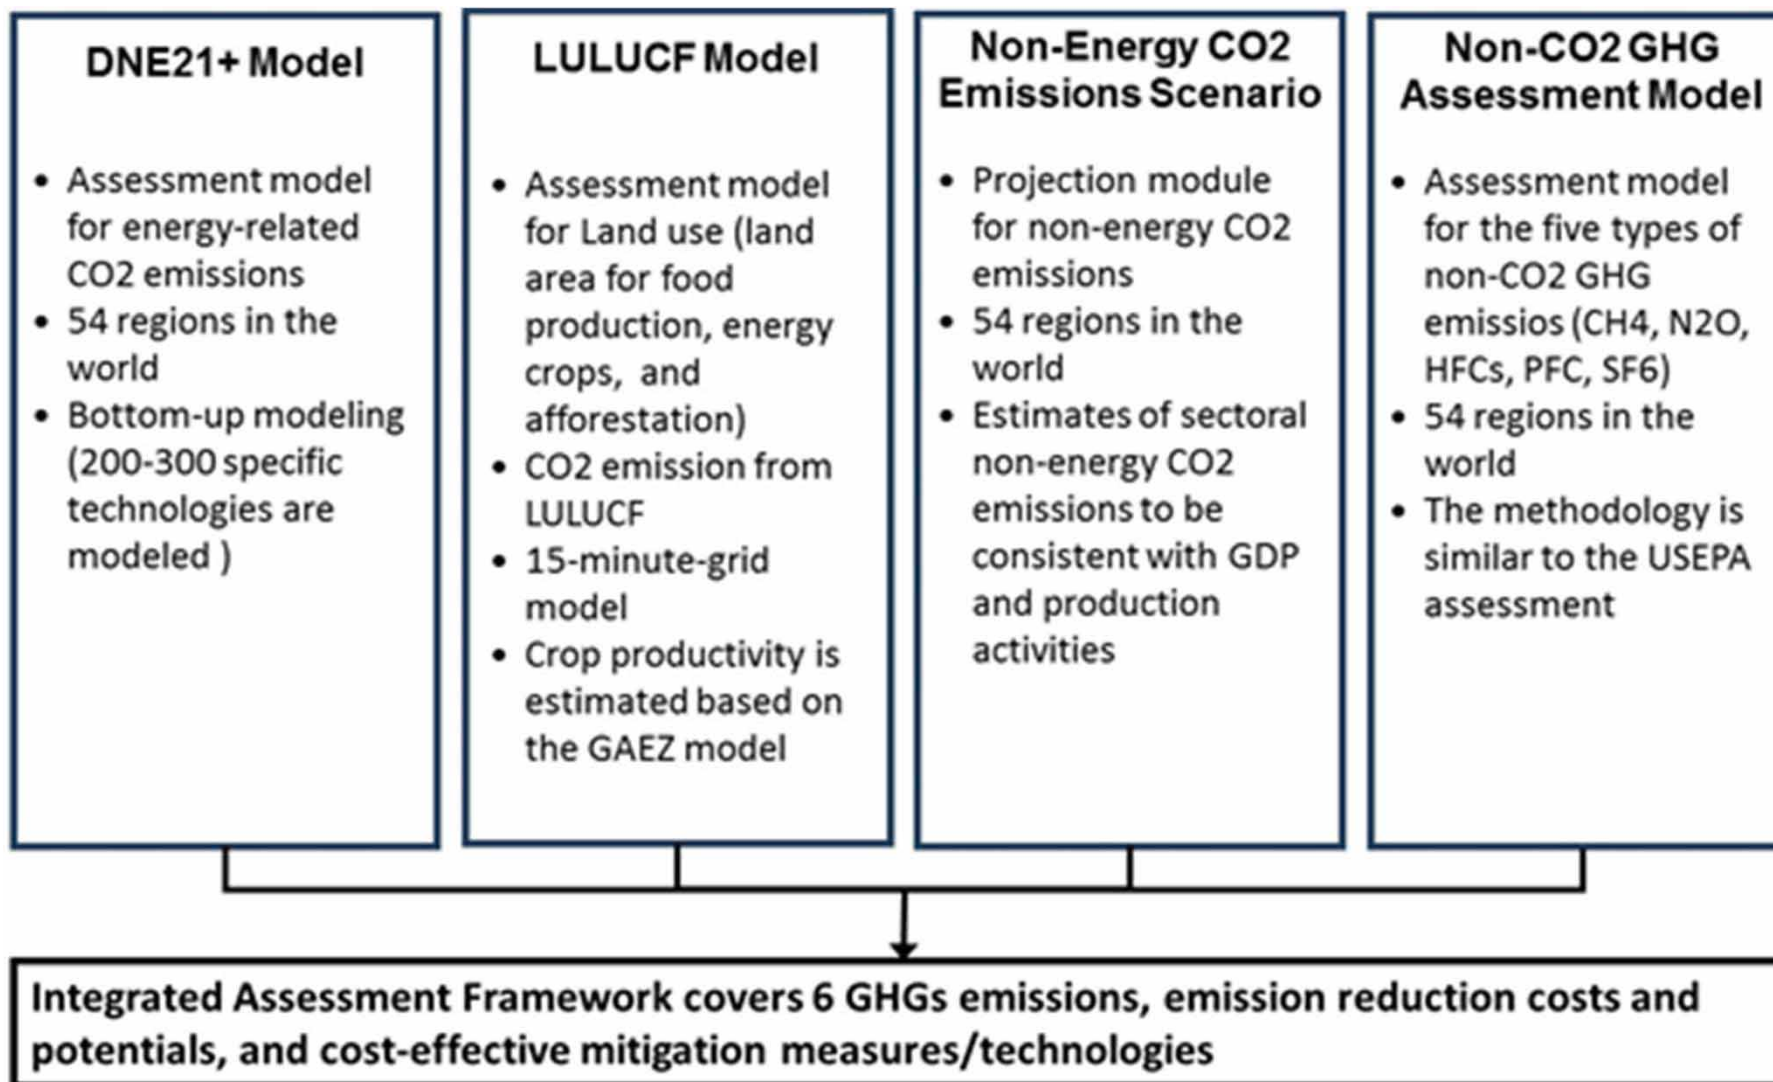 DNE21+ Model
• Assessment model
for energy-related
CO2 emissions
• 54 regions in the
world
• Bottom-up modeling
(200-300 specific
technologies are
modeled )
LULUCF Model
• Assessment model
for Land use (land
area for food
production, energy
crops, and
afforestation)
• CO2 emission from
LULUCF
• 15-minute-grid
model
• Crop productivity is
estimated based on
the GAEZ model
Non-Energy CO2
Emissions Scenario
• Projection module
for non-energy CO2
emissions
• 54 regions in the
world
• Estimates of sectoral
non-energy CO2
emissions to be
consistent with GDP
and production
activities
Non-CO2 GHG
Assessment Model
• Assessment model
for the five types of
non-CO2 GHG
emissios (CH4, N2O,
HFCs, PFC, SF6)
• 54 regions in the
world
• The methodology is
similar to the USEPA
assessment
Integrated Assessment Framework covers 6 GHGs emissions, emission reduction costs and
potentials, and cost-effective mitigation measures/technologies